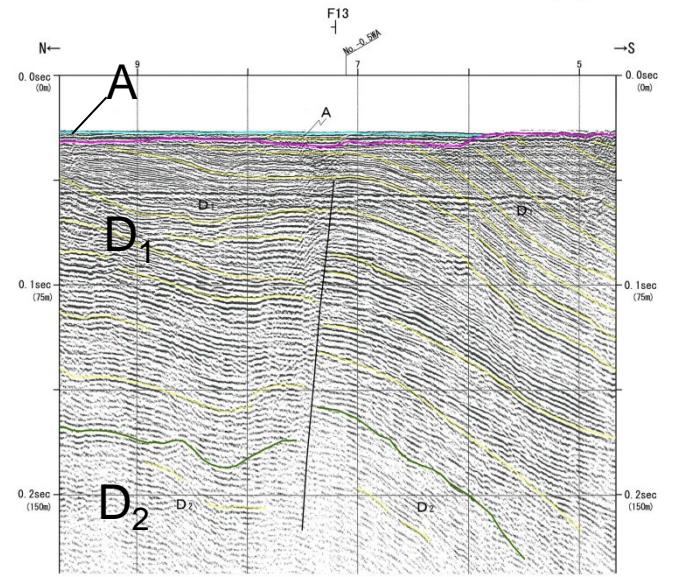 F13
No.-0.5WA
N← →S
9 7 5
0.0sec 0.0sec
(0m) (0m)
A
A
D₁ D₁
D₁
0.1sec 0.1sec
(75m) (75m)
0.2sec 0.2sec
(150m) (150m)
D₂
D₂ D₂